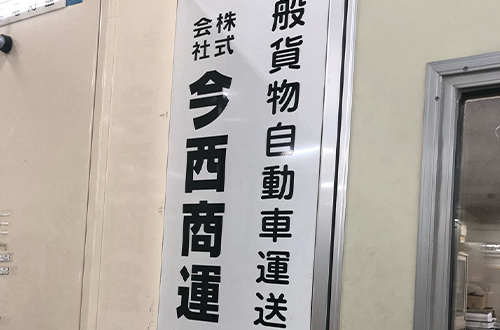 般貨物自動車運送
株式会社
今西商運